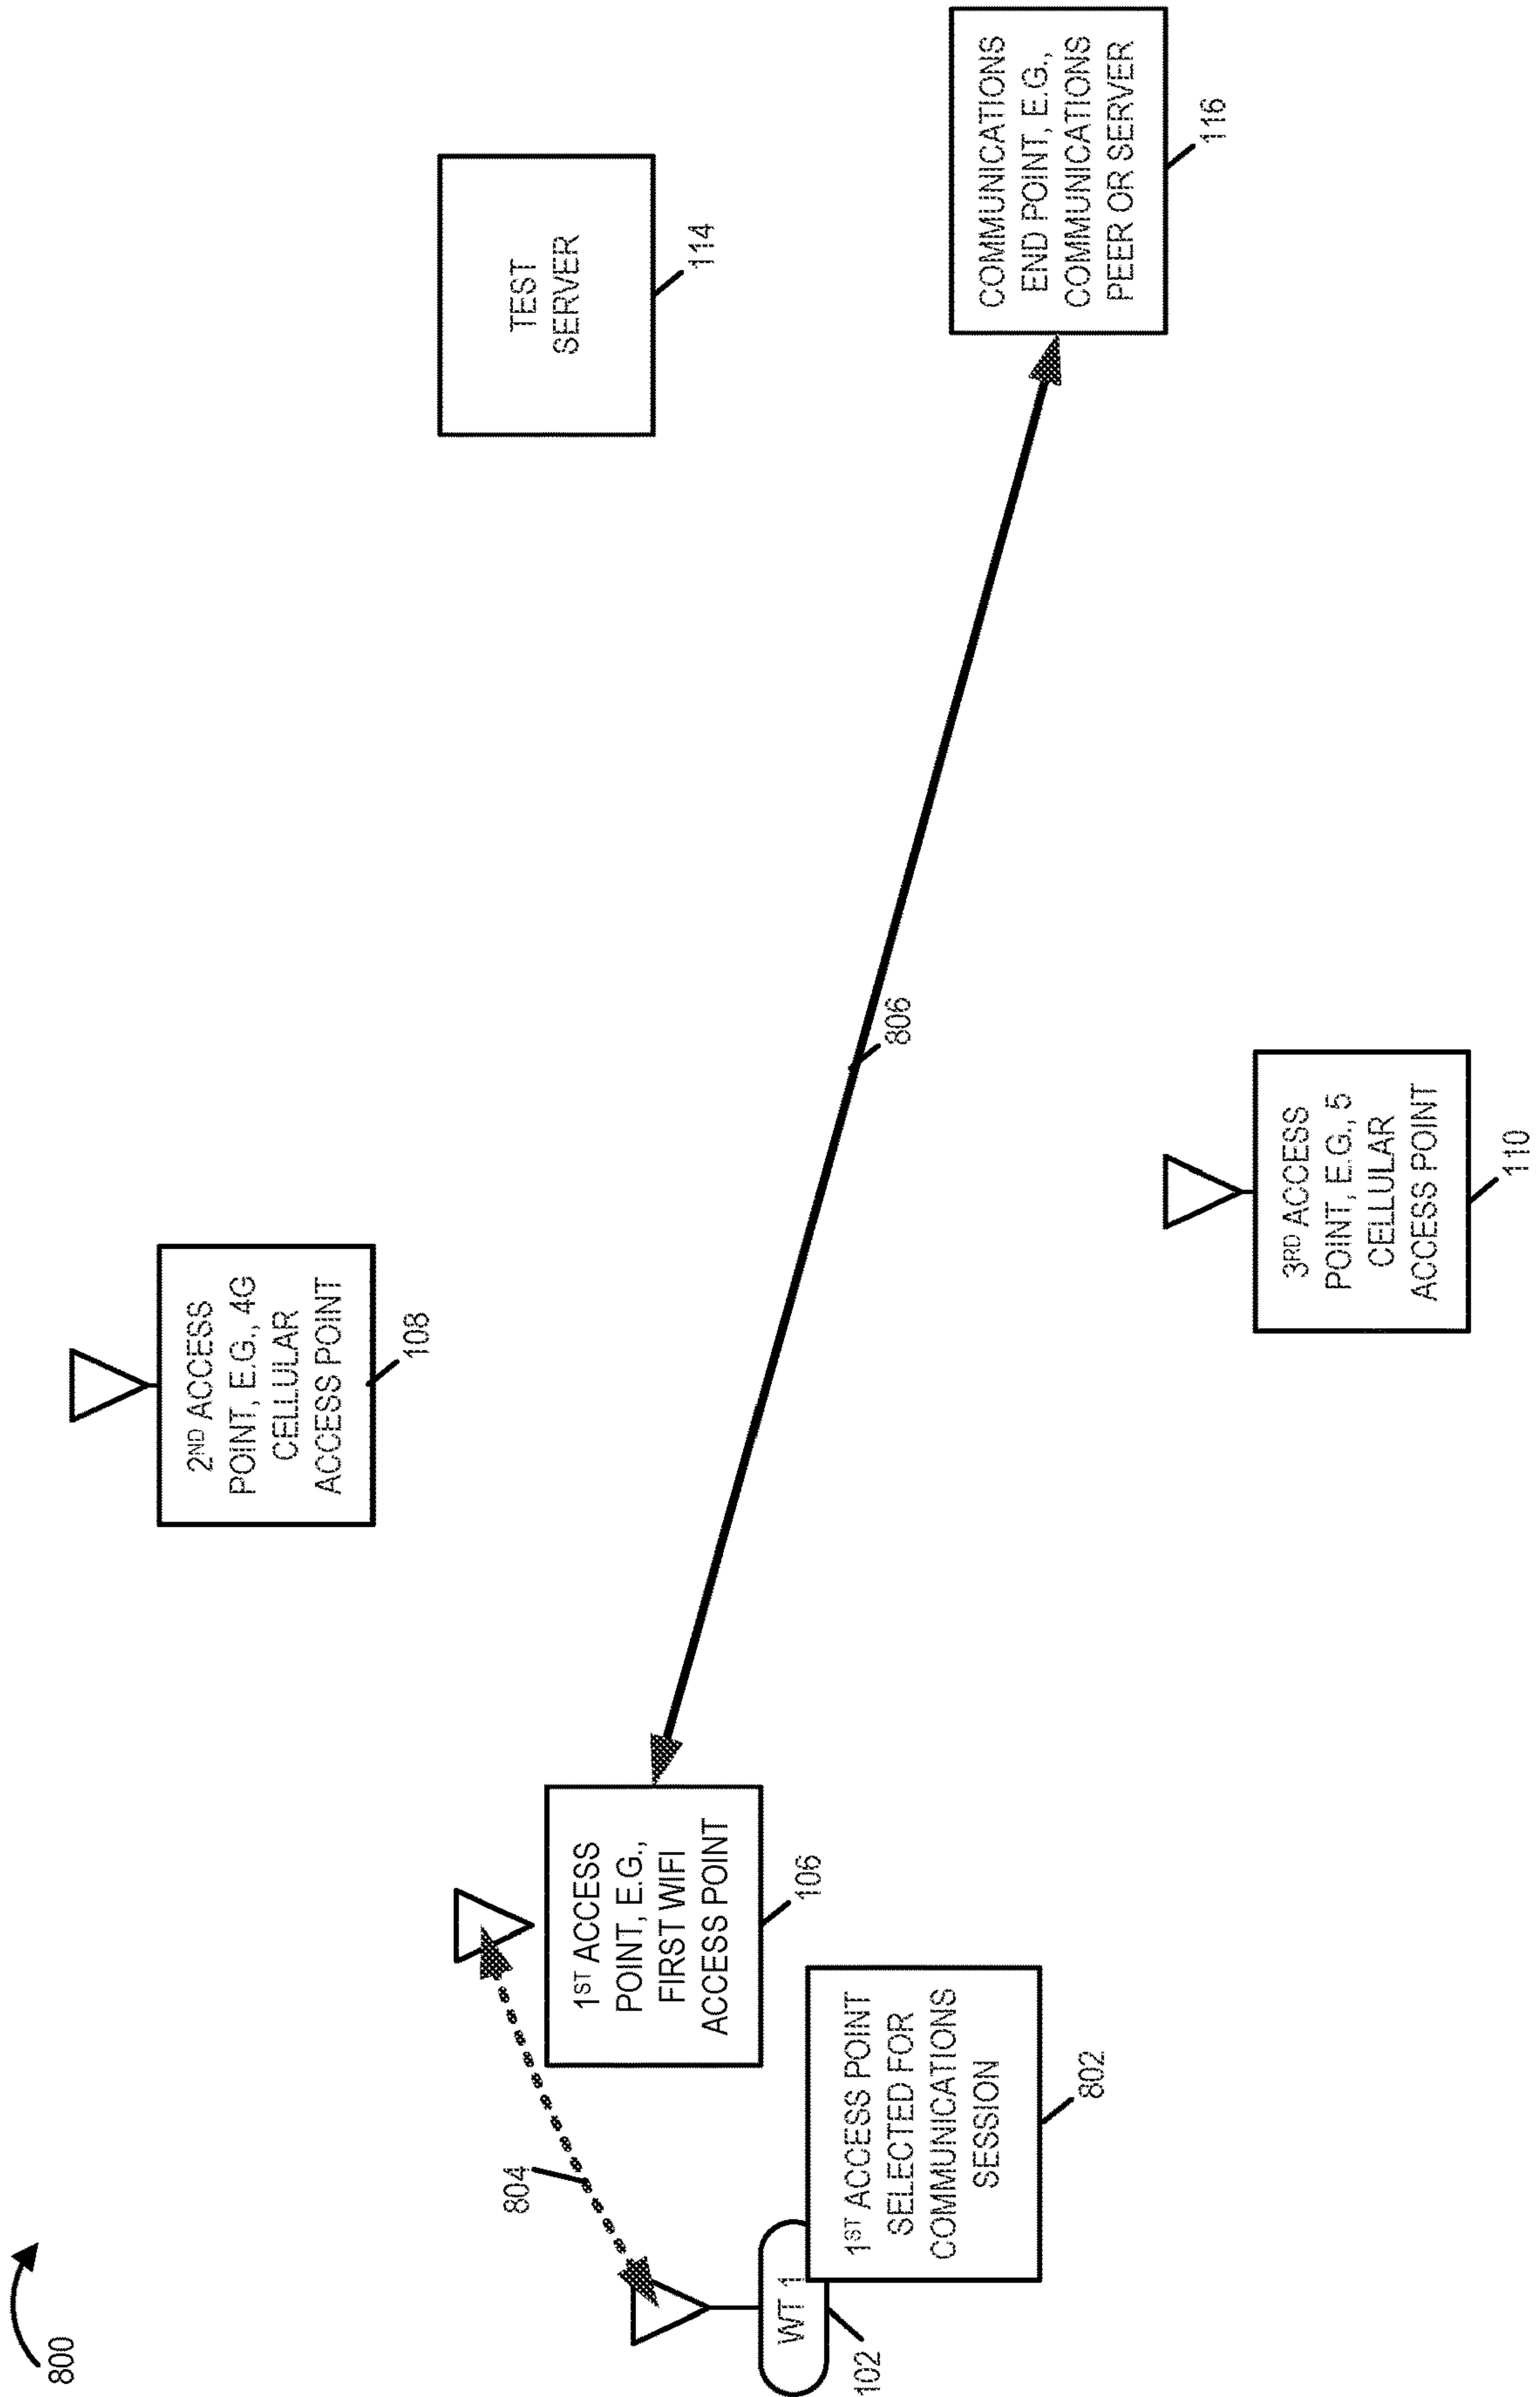 800
2ND ACCESS
POINT, E.G., 4G
CELLULAR
ACCESS POINT
108
TEST
SERVER
114
804
1ST ACCESS
POINT, E.G.,
FIRST WIFI
ACCESS POINT
106
806
WT 1
102
1ST ACCESS POINT
SELECTED FOR
COMMUNICATIONS
SESSION
802
COMMUNICATIONS
END POINT, E.G.,
COMMUNICATIONS
PEER OR SERVER
116
3RD ACCESS
POINT, E.G., 5
CELLULAR
ACCESS POINT
110